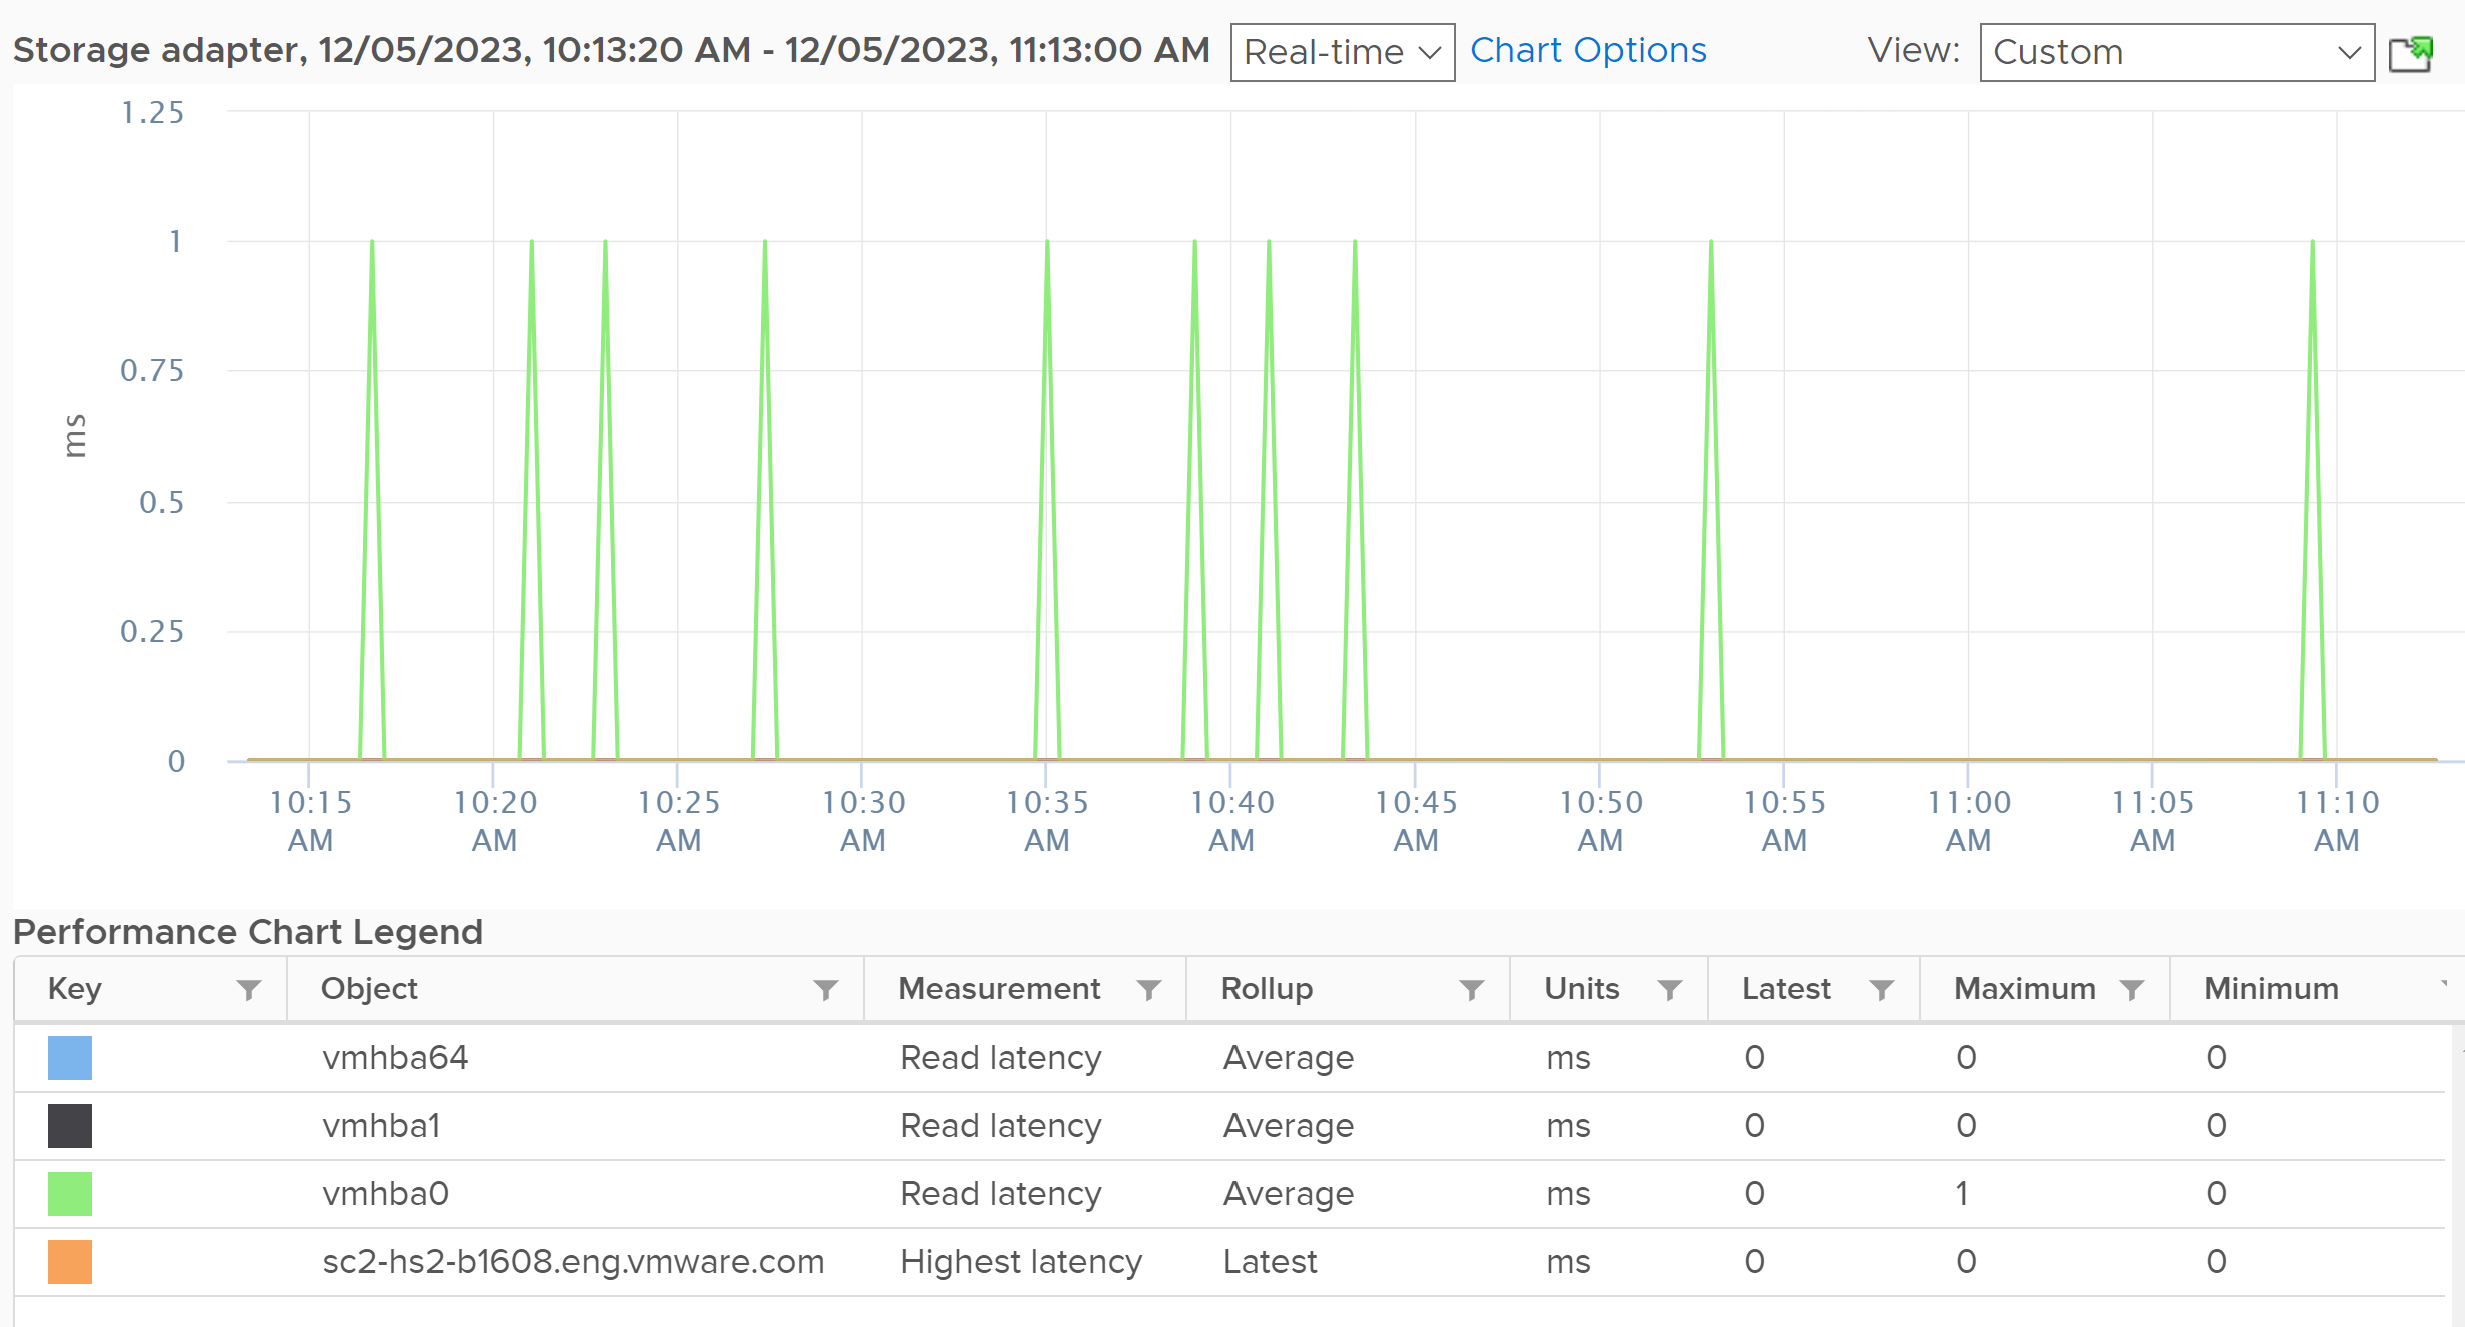 Storage adapter, 12/05/2023, 10:13:20 AM - 12/05/2023, 11:13:00 AM Real-time Chart Options View: Custom
1.25
1
0.75
0.5
0.25
0
ms
10:15 AM 10:20 AM 10:25 AM 10:30 AM 10:35 AM 10:40 AM 10:45 AM 10:50 AM 10:55 AM 11:00 AM 11:05 AM 11:10 AM
Performance Chart Legend
Key Object Measurement Rollup Units Latest Maximum Minimum
vmhba64 Read latency Average ms 0 0 0
vmhba1 Read latency Average ms 0 0 0
vmhba0 Read latency Average ms 0 1 0
sc2-hs2-b1608.eng.vmware.com Highest latency Latest ms 0 0 0